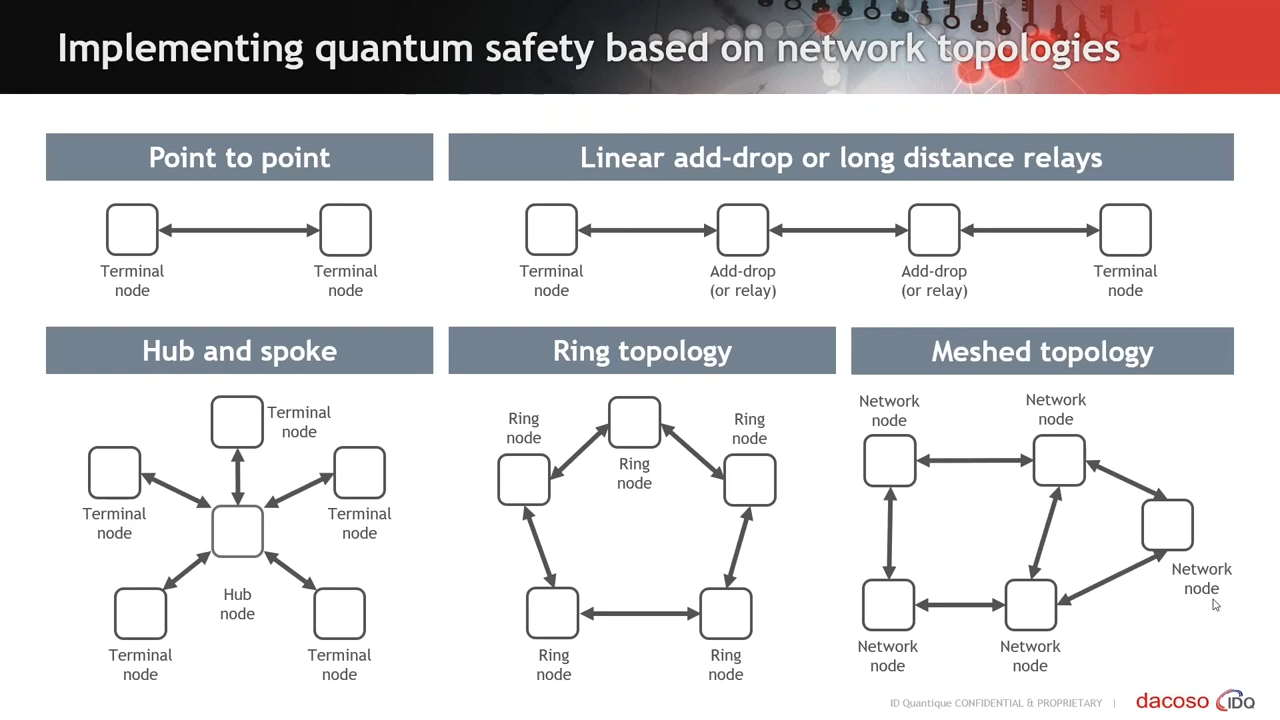 Implementing quantum safety based on network topologies
Point to point
Terminal
node
Terminal
node
Linear add-drop or long distance relays
Terminal
node
Add-drop
(or relay)
Add-drop
(or relay)
Terminal
node
Hub and spoke
Terminal
node
Terminal
node
Terminal
node
Hub
node
Terminal
node
Terminal
node
Ring topology
Ring
node
Ring
node
Ring
node
Ring
node
Ring
node
Meshed topology
Network
node
Network
node
Network
node
Network
node
Network
node
ID Quantique CONFIDENTIAL & PROPRIETARY |
dacoso IDQ